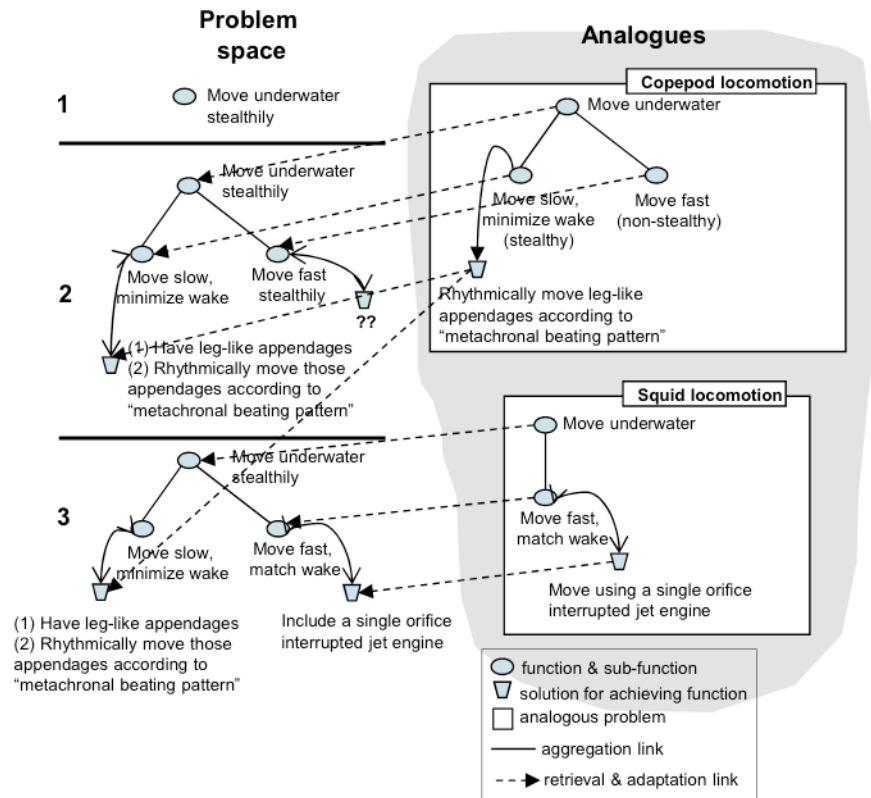 Problem
space
Analogues
1
Move underwater
stealthily
Copepod locomotion
Move underwater
Move slow,
minimize wake
(stealthy)
Move fast
(non-stealthy)
Rhythmically move leg-like
appendages according to
“metachronal beating pattern”
2
Move underwater
stealthily
Move slow,
minimize wake
Move fast
stealthily
??
(1) Have leg-like appendages
(2) Rhythmically move those
appendages according to
“metachronal beating pattern”
Squid locomotion
Move underwater
Move fast,
match wake
Move using a single orifice
interrupted jet engine
3
Move underwater
stealthily
Move slow,
minimize wake
Move fast,
match wake
(1) Have leg-like appendages
(2) Rhythmically move those
appendages according to
“metachronal beating pattern”
Include a single orifice
interrupted jet engine
function & sub-function
solution for achieving function
analogous problem
aggregation link
retrieval & adaptation link